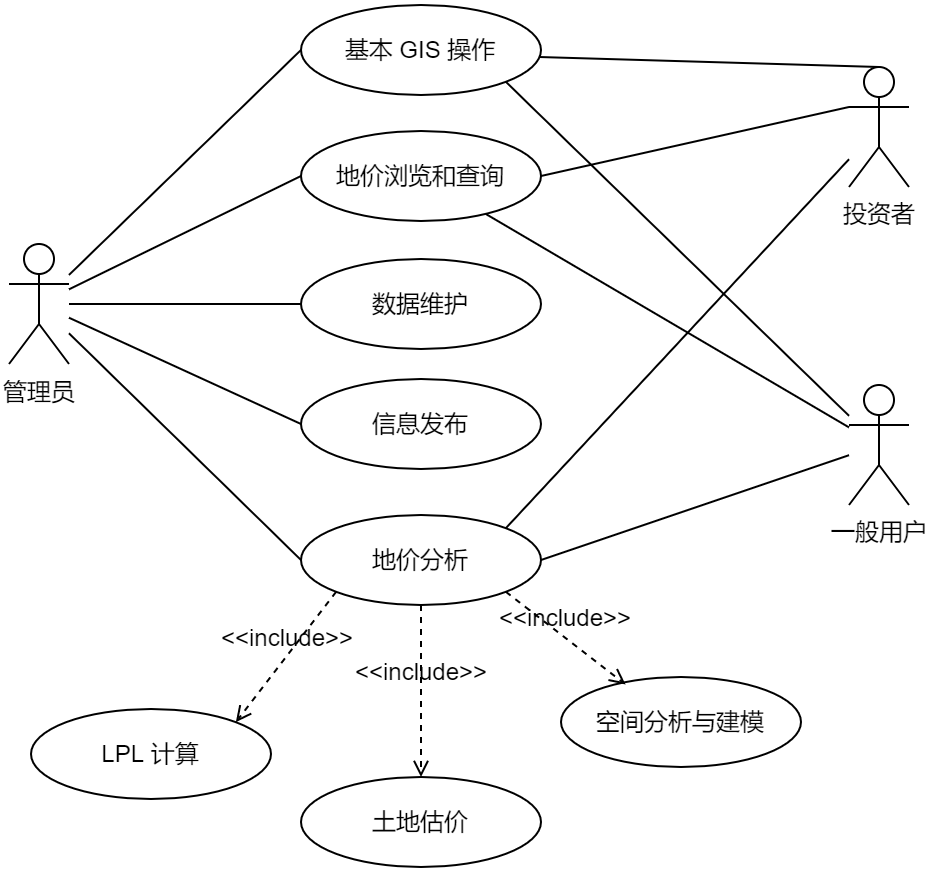 基本 GIS 操作
地价浏览和查询
投资者
数据维护
管理员
信息发布
一般用户
地价分析
<<include>>
<<include>>
<<include>>
空间分析与建模
LPL 计算
土地估价